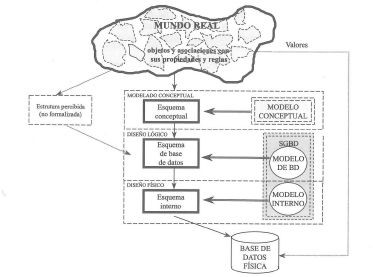 MUNDO REAL
objetos y asociaciones con
sus propiedades y reglas
Valores
Estrutura percibida
(no formalizada)
MODELADO CONCEPTUAL
Esquema
conceptual
MODELO
CONCEPTUAL
DISEÑO LÓGICO
Esquema
de base
de datos
SGBD
MODELO
DE BD
DISEÑO FÍSICO
Esquema
interno
MODELO
INTERNO
BASE DE
DATOS
FÍSICA